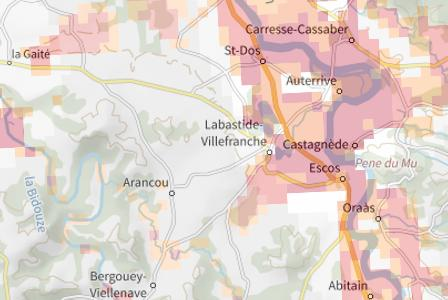 Carresse-Cassaber
la Gaité
St-Dos
Auterrive
Labastide-
Villefranche
Castagnède
Pene du Mu
Escos
Arancou
la Bidouze
Oraàs
Bergouey-
Viellenave
Abitain